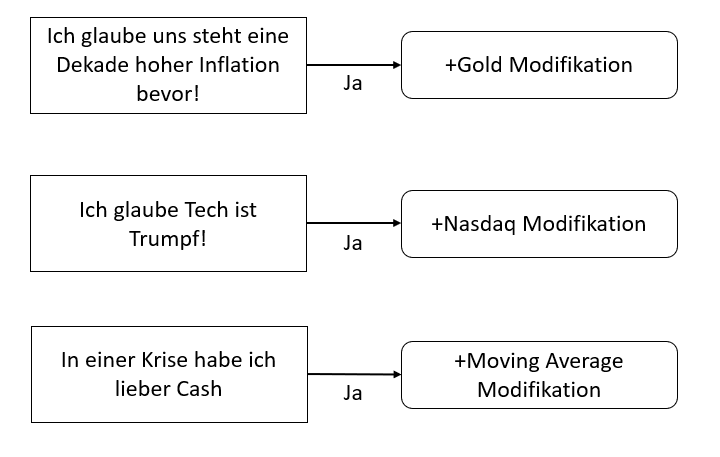 Ich glaube uns steht eine
Dekade hoher Inflation
bevor!
Ja
+Gold Modifikation
Ich glaube Tech ist
Trumpf!
Ja
+Nasdaq Modifikation
In einer Krise habe ich
lieber Cash
Ja
+Moving Average
Modifikation